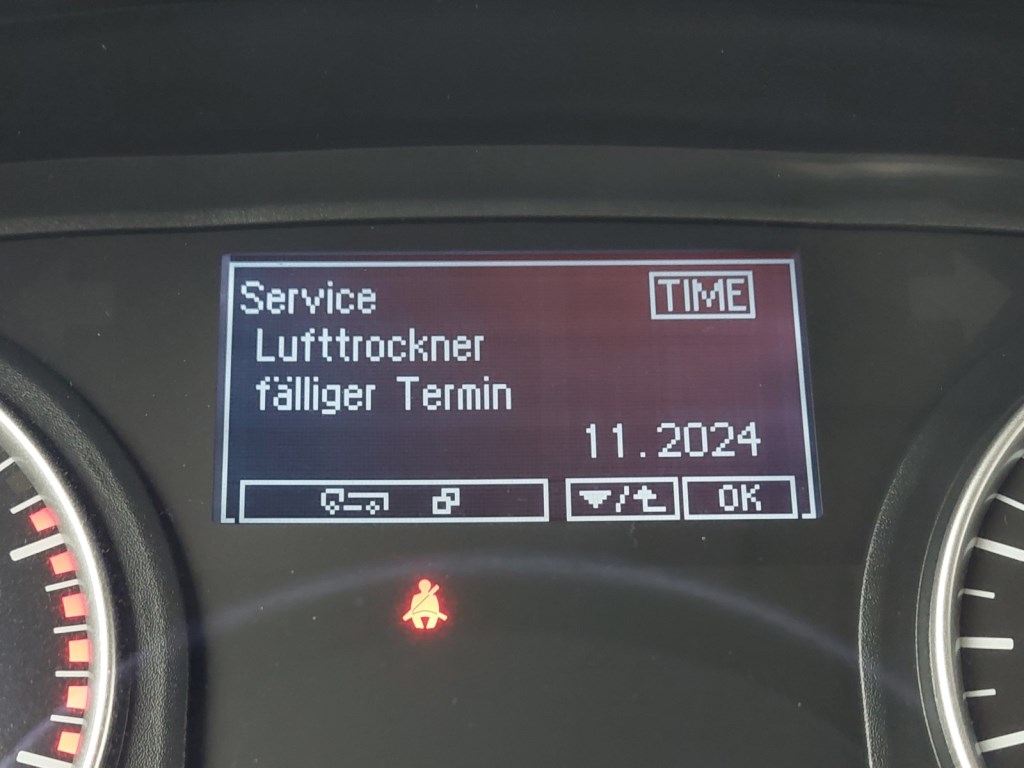 Service TIME
Lufttrockner
fälliger Termin
11.2024
/ OK